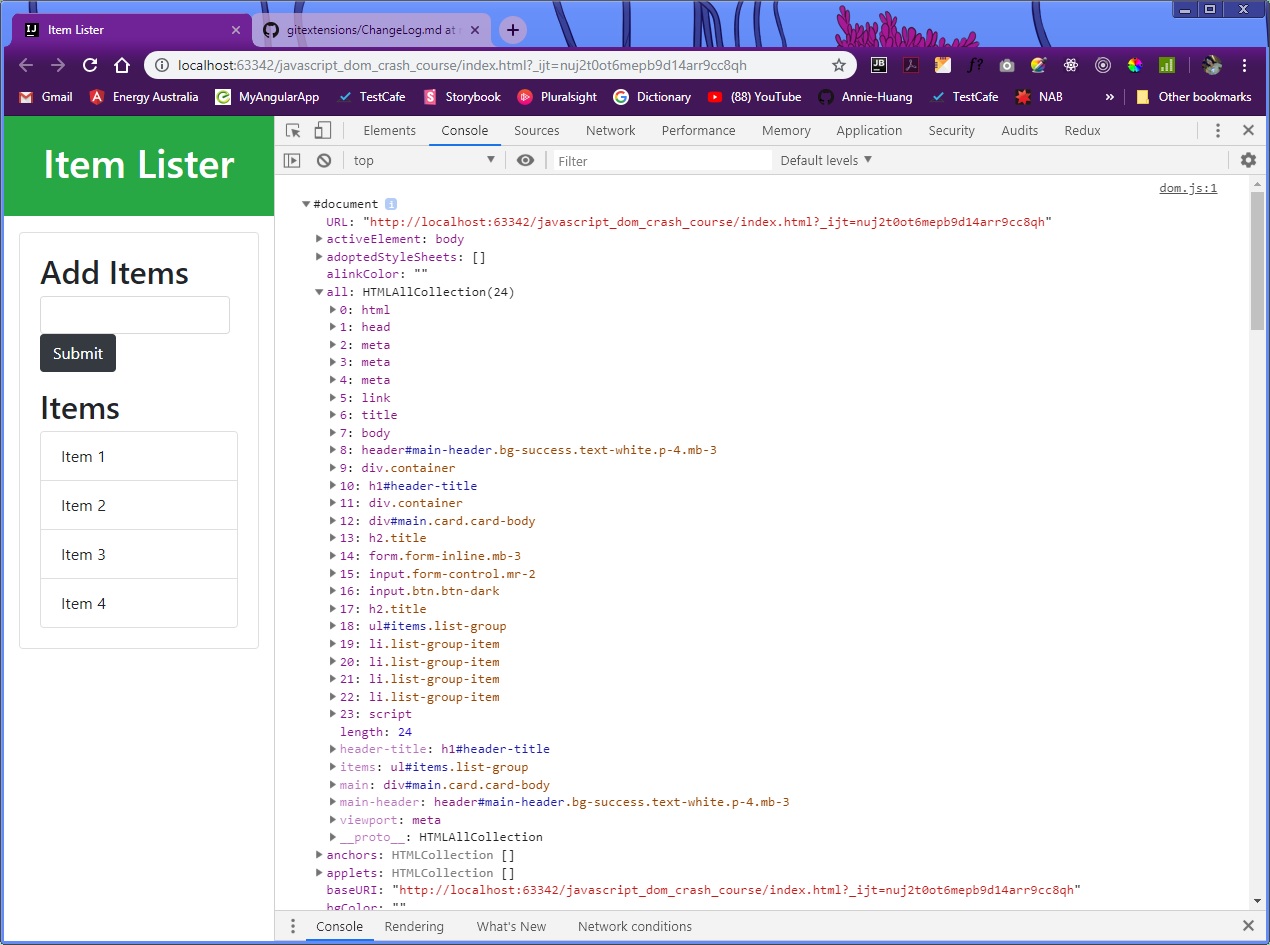 Item Lister
gitextensions/ChangeLog.md at
localhost:63342/javascript_dom_crash_course/index.html?_ijt=nuj2t0ot6mepb9d14arr9cc8qh
Gmail Energy Australia MyAngularApp TestCafe Storybook Pluralsight Dictionary (88) YouTube Annie-Huang TestCafe NAB » Other bookmarks
Item Lister
Add Items
Submit
Items
Item 1
Item 2
Item 3
Item 4
Elements Console Sources Network Performance Memory Application Security Audits Redux
top Filter Default levels
dom.js:1
#document
URL: "http://localhost:63342/javascript_dom_crash_course/index.html?_ijt=nuj2t0ot6mepb9d14arr9cc8qh"
activeElement: body
adoptedStyleSheets: []
alinkColor: ""
all: HTMLAllCollection(24)
0: html
1: head
2: meta
3: meta
4: meta
5: link
6: title
7: body
8: header#main-header.bg-success.text-white.p-4.mb-3
9: div.container
10: h1#header-title
11: div.container
12: div#main.card.card-body
13: h2.title
14: form.form-inline.mb-3
15: input.form-control.mr-2
16: input.btn.btn-dark
17: h2.title
18: ul#items.list-group
19: li.list-group-item
20: li.list-group-item
21: li.list-group-item
22: li.list-group-item
23: script
length: 24
header-title: h1#header-title
items: ul#items.list-group
main: div#main.card.card-body
main-header: header#main-header.bg-success.text-white.p-4.mb-3
viewport: meta
__proto__: HTMLAllCollection
anchors: HTMLCollection []
applets: HTMLCollection []
baseURI: "http://localhost:63342/javascript_dom_crash_course/index.html?_ijt=nuj2t0ot6mepb9d14arr9cc8qh"
bgColor: ""
Console Rendering What's New Network conditions